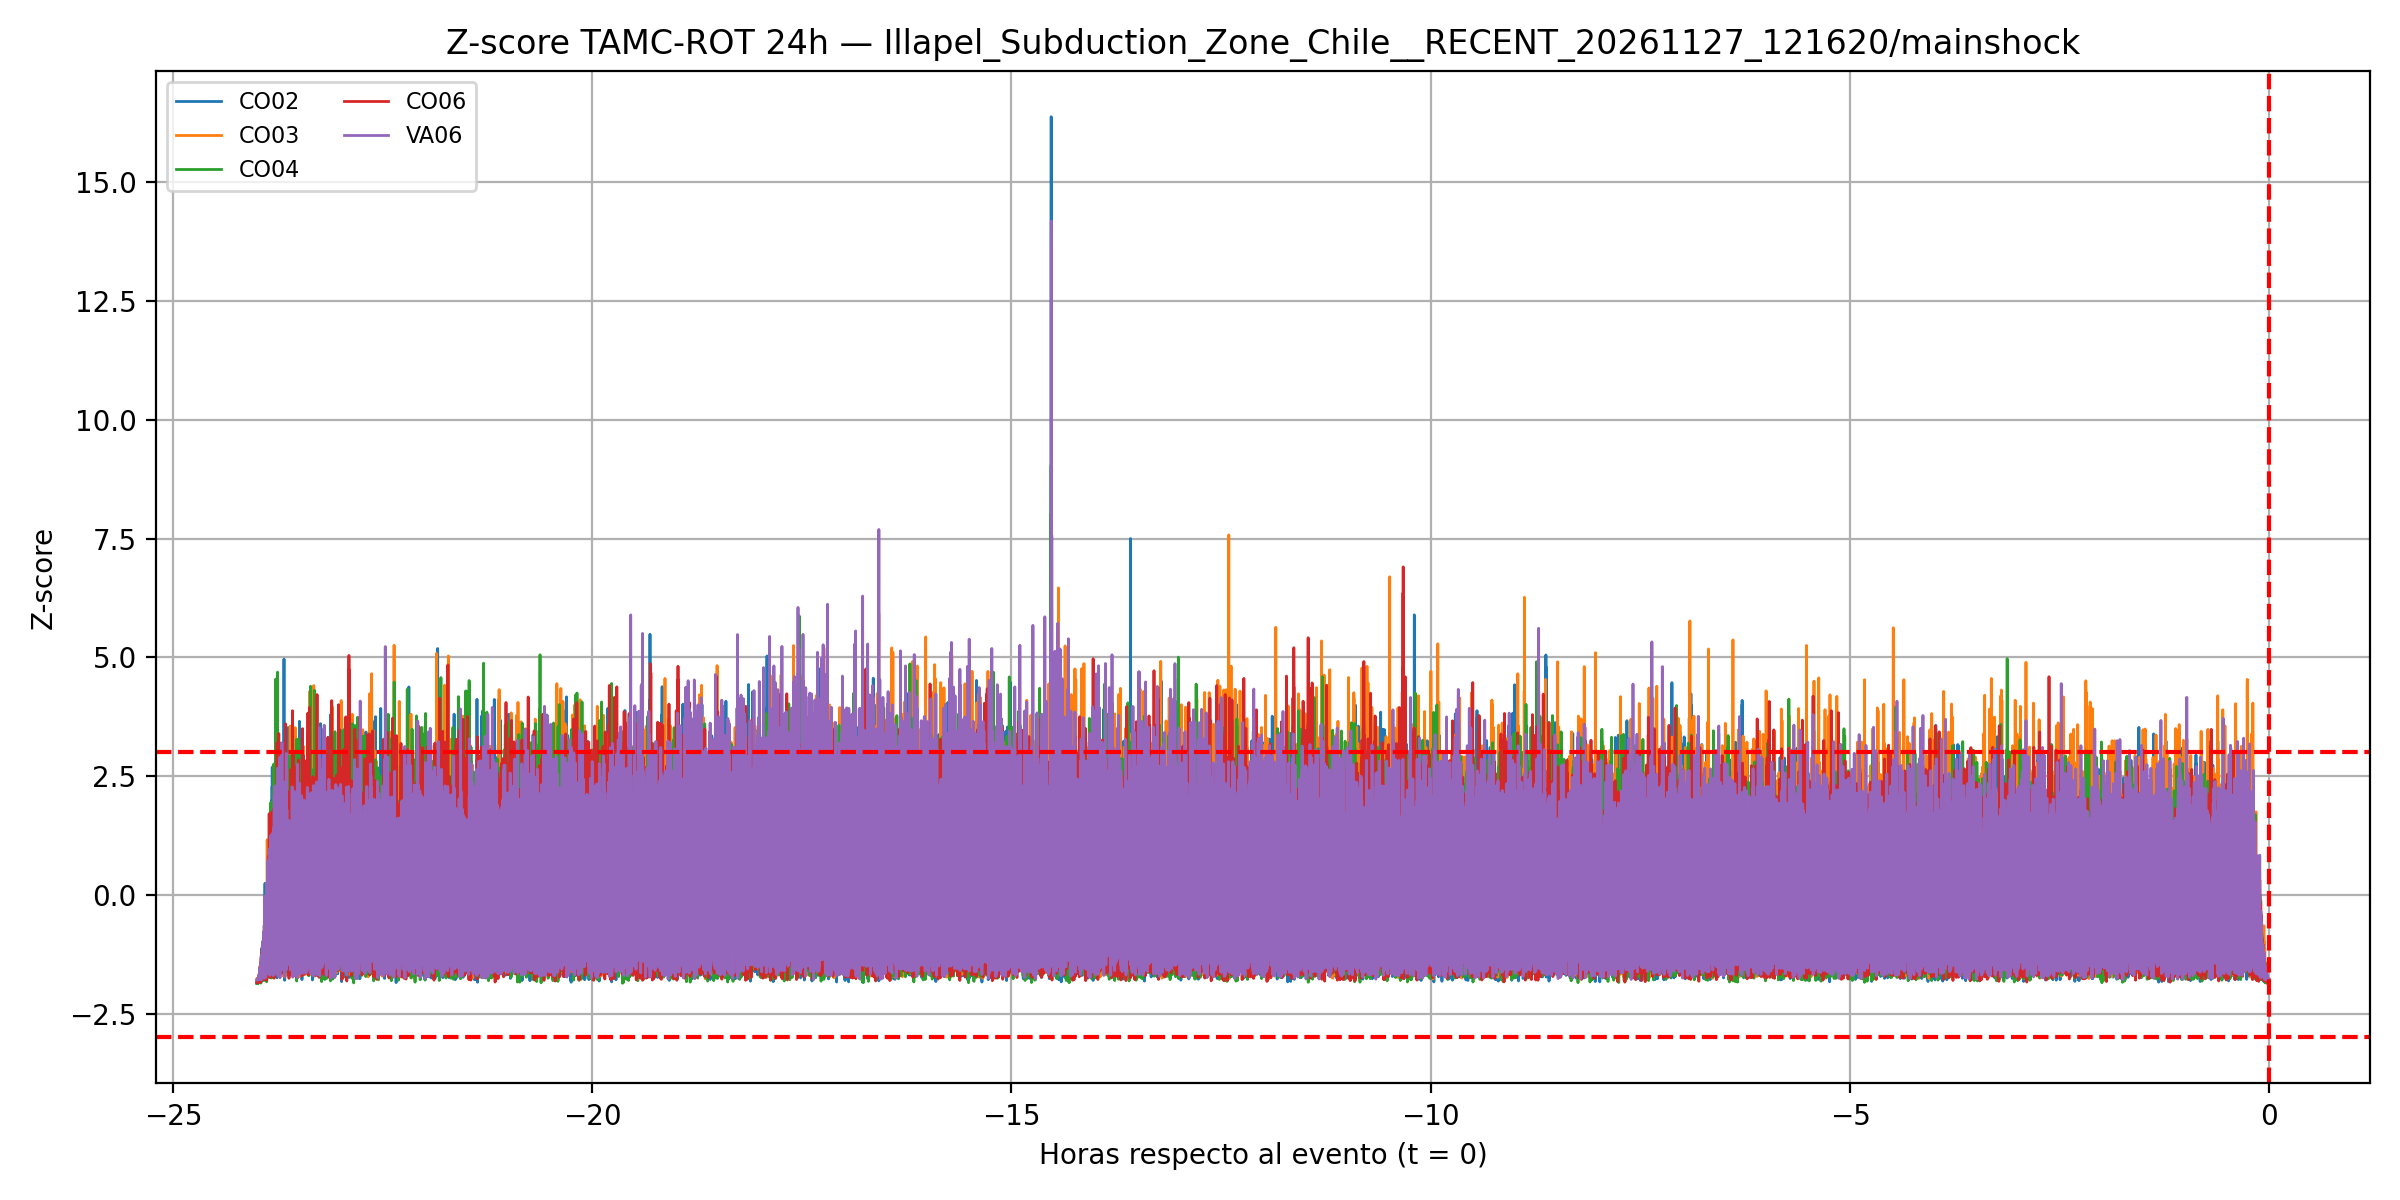 Z-score TAMC-ROT 24h — Illapel_Subduction_Zone_Chile__RECENT_20261127_121620/mainshock
CO02
CO03
CO04
CO06
VA06
15.0
12.5
10.0
7.5
5.0
2.5
0.0
−2.5
Z-score
−25
−20
−15
−10
−5
0
Horas respecto al evento (t = 0)